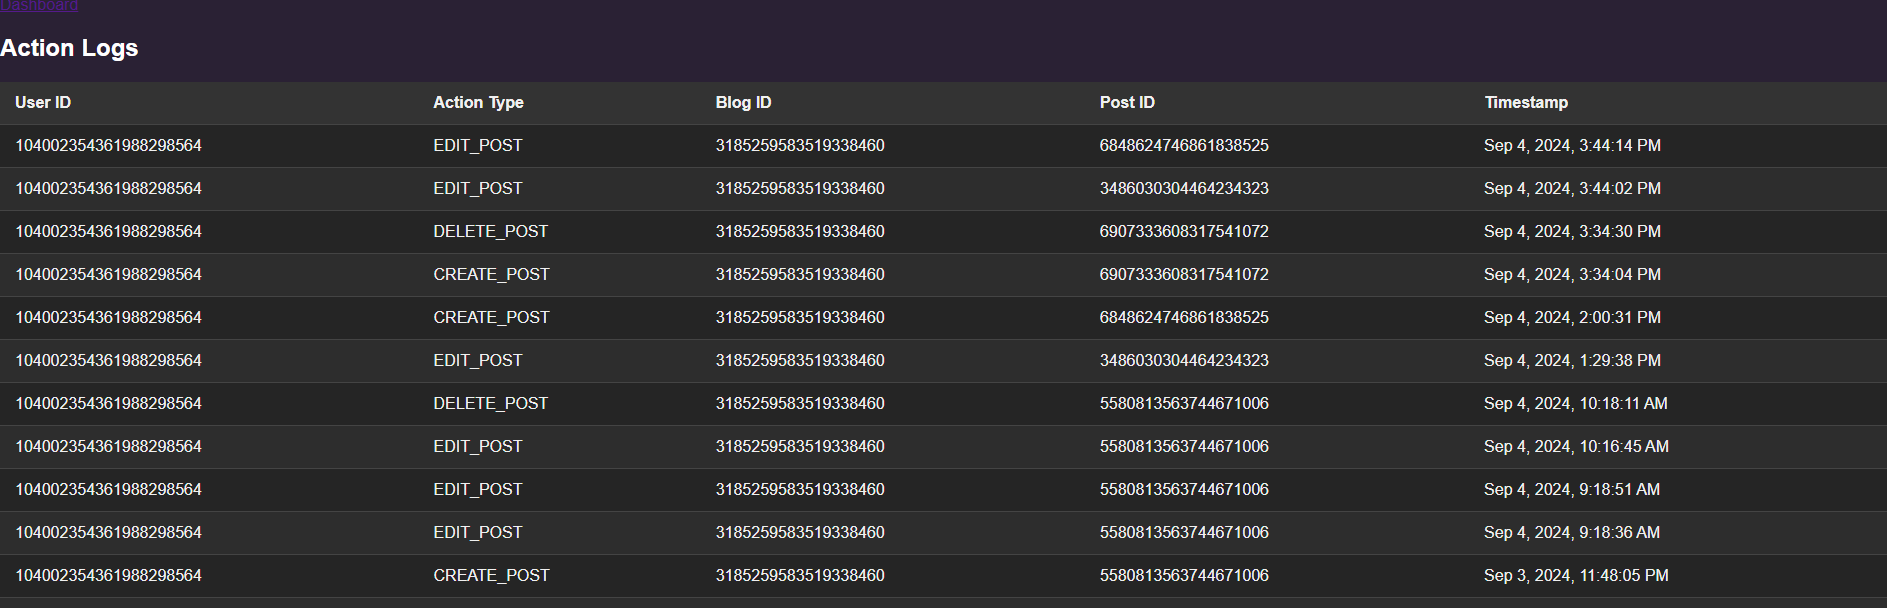 Dashboard
Action Logs
User ID Action Type Blog ID Post ID Timestamp
104002354361988298564 EDIT_POST 3185259583519338460 6848624746861838525 Sep 4, 2024, 3:44:14 PM
104002354361988298564 EDIT_POST 3185259583519338460 3486030304464234323 Sep 4, 2024, 3:44:02 PM
104002354361988298564 DELETE_POST 3185259583519338460 6907333608317541072 Sep 4, 2024, 3:34:30 PM
104002354361988298564 CREATE_POST 3185259583519338460 6907333608317541072 Sep 4, 2024, 3:34:04 PM
104002354361988298564 CREATE_POST 3185259583519338460 6848624746861838525 Sep 4, 2024, 2:00:31 PM
104002354361988298564 EDIT_POST 3185259583519338460 3486030304464234323 Sep 4, 2024, 1:29:38 PM
104002354361988298564 DELETE_POST 3185259583519338460 5580813563744671006 Sep 4, 2024, 10:18:11 AM
104002354361988298564 EDIT_POST 3185259583519338460 5580813563744671006 Sep 4, 2024, 10:16:45 AM
104002354361988298564 EDIT_POST 3185259583519338460 5580813563744671006 Sep 4, 2024, 9:18:51 AM
104002354361988298564 EDIT_POST 3185259583519338460 5580813563744671006 Sep 4, 2024, 9:18:36 AM
104002354361988298564 CREATE_POST 3185259583519338460 5580813563744671006 Sep 3, 2024, 11:48:05 PM